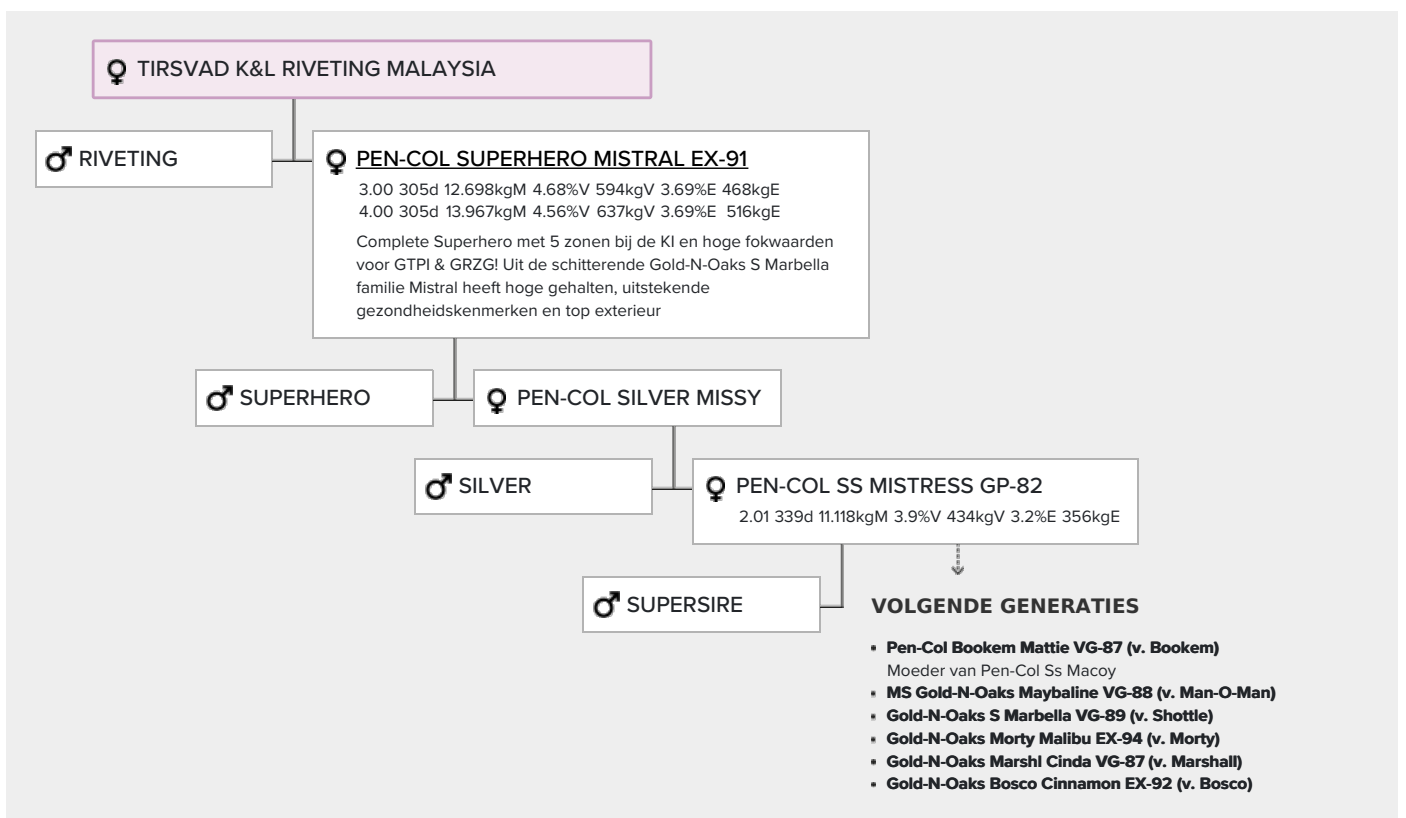 ♀ TIRSVAD K&L RIVETING MALAYSIA
♂ RIVETING
♀ PEN-COL SUPERHERO MISTRAL EX-91
3.00 305d 12.698kgM 4.68%V 594kgV 3.69%E 468kgE
4.00 305d 13.967kgM 4.56%V 637kgV 3.69%E 516kgE
Complete Superhero met 5 zonen bij de KI en hoge fokwaarden
voor GTPI & GRZG! Uit de schitterende Gold-N-Oaks S Marbella
familie Mistral heeft hoge gehalten, uitstekende
gezondheidskenmerken en top exterieur
♂ SUPERHERO
♀ PEN-COL SILVER MISSY
♂ SILVER
♀ PEN-COL SS MISTRESS GP-82
2.01 339d 11.118kgM 3.9%V 434kgV 3.2%E 356kgE
♂ SUPERSIRE
VOLGENDE GENERATIES
• Pen-Col Bookem Mattie VG-87 (v. Bookem)
Moeder van Pen-Col Ss Macoy
• MS Gold-N-Oaks Maybaline VG-88 (v. Man-O-Man)
• Gold-N-Oaks S Marbella VG-89 (v. Shottle)
• Gold-N-Oaks Morty Malibu EX-94 (v. Morty)
• Gold-N-Oaks Marshl Cinda VG-87 (v. Marshall)
• Gold-N-Oaks Bosco Cinnamon EX-92 (v. Bosco)